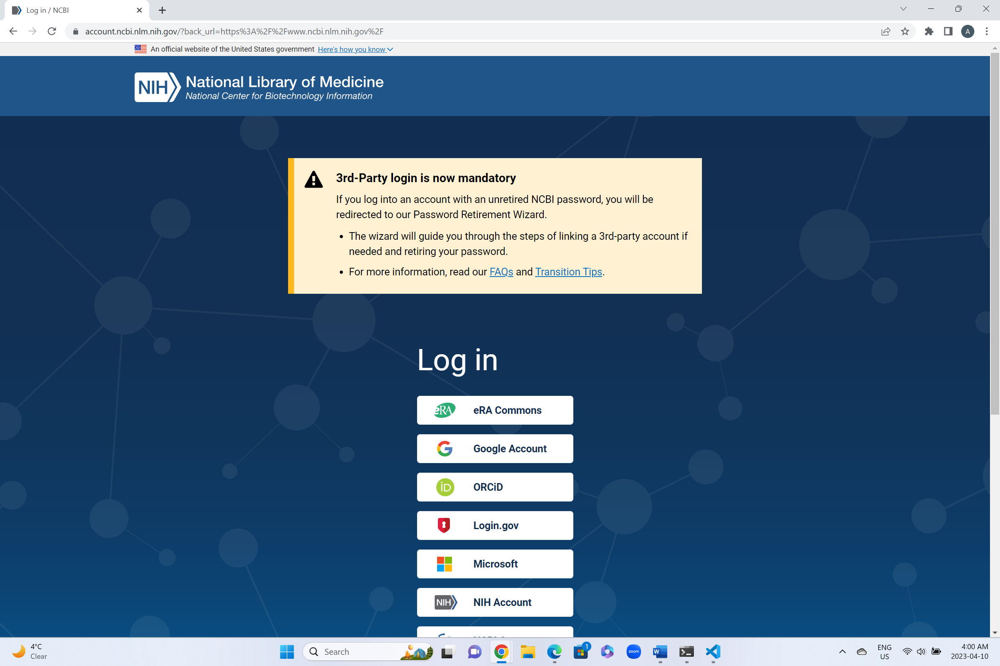 Log in / NCBI
account.ncbi.nlm.nih.gov/?back_url=https%3A%2F%2Fwww.ncbi.nlm.nih.gov%2F
A
An official website of the United States government Here's how you know
NIH National Library of Medicine
National Center for Biotechnology Information
3rd-Party login is now mandatory
If you log into an account with an unretired NCBI password, you will be
redirected to our Password Retirement Wizard.
• The wizard will guide you through the steps of linking a 3rd-party account if
needed and retiring your password.
• For more information, read our FAQs and Transition Tips.
Log in
eRA eRA Commons
G Google Account
iD ORCiD
Login.gov
Microsoft
NIH NIH Account
4°C
Clear
Search
1
zoom
W
ENG
US
4:00 AM
2023-04-10